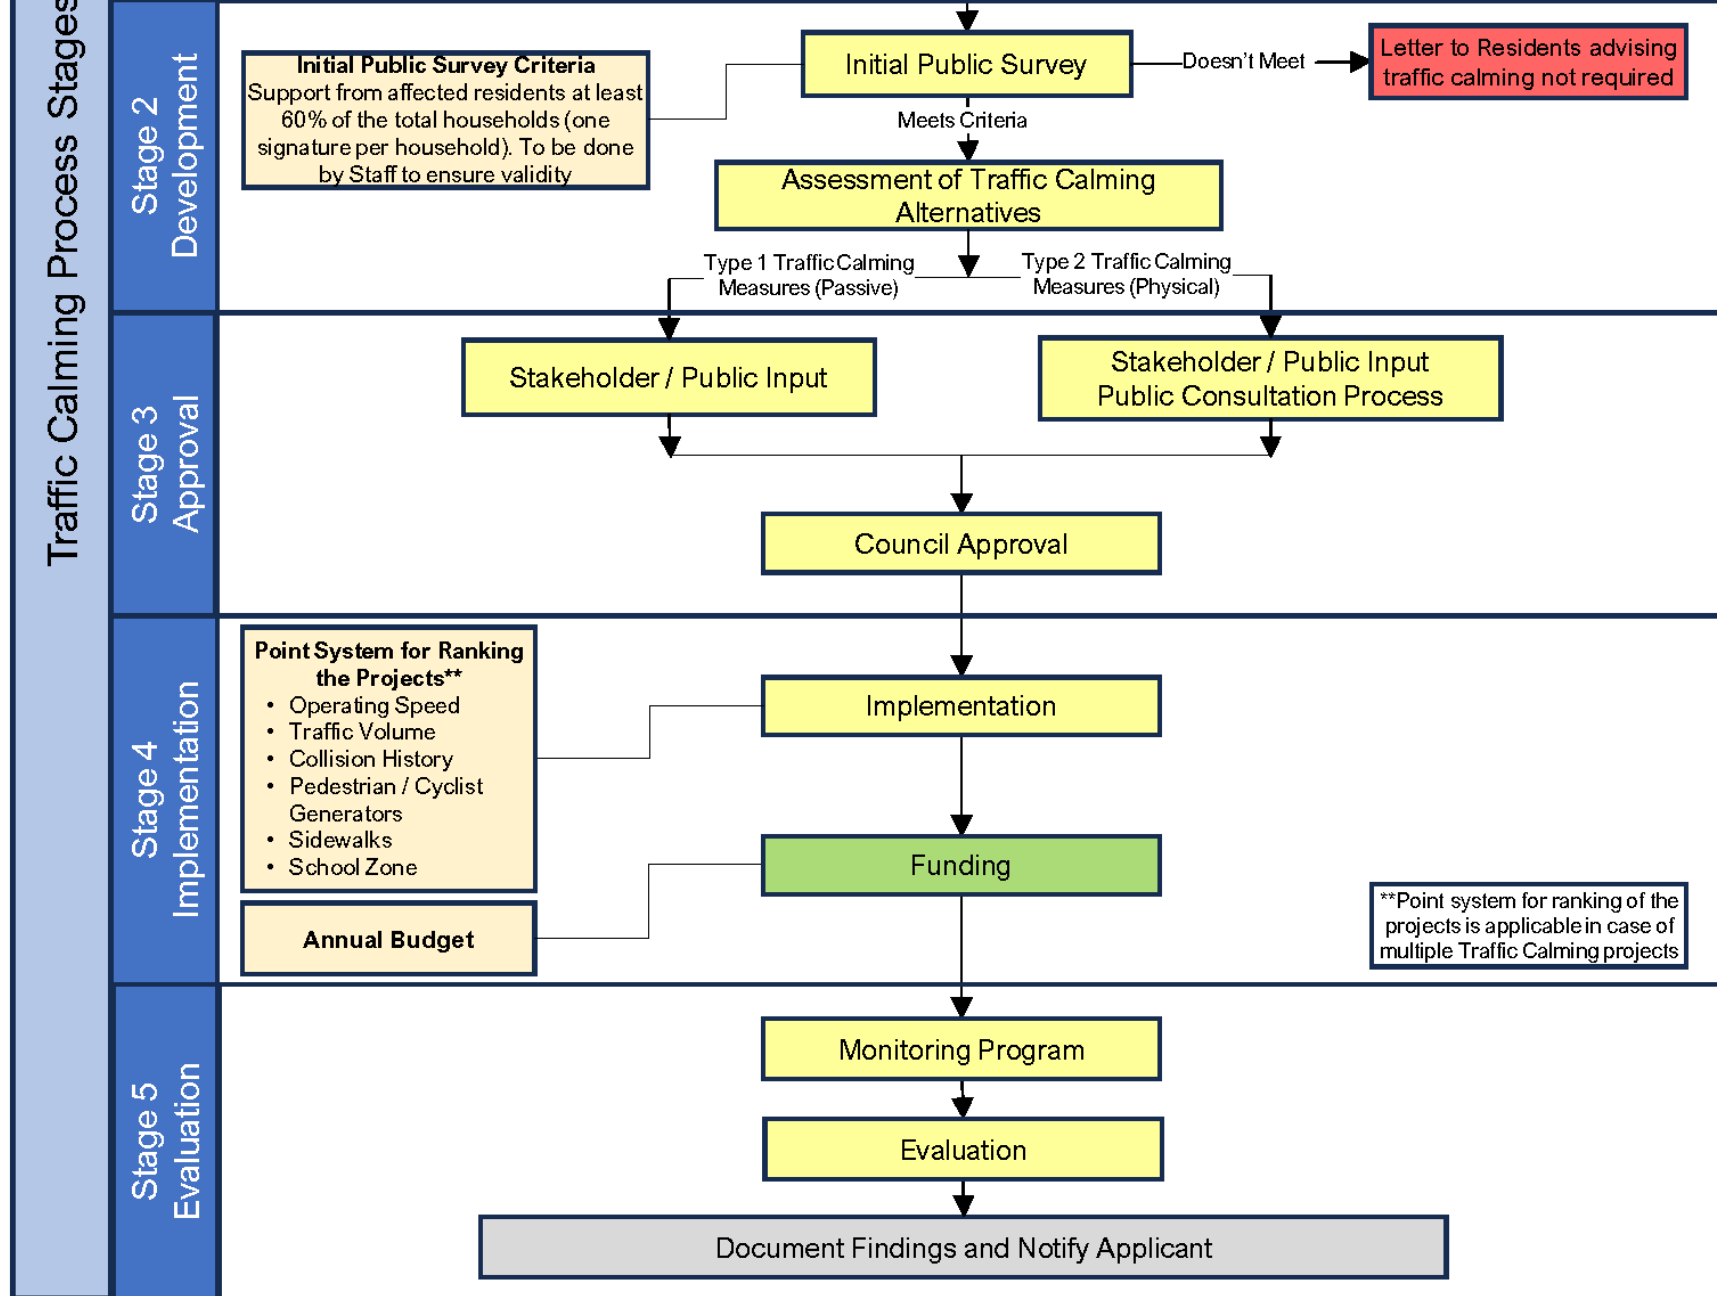 Traffic Calming Process Stages
Stage 2
Development
Initial Public Survey Criteria
Support from affected residents at least
60% of the total households (one
signature per household). To be done
by Staff to ensure validity
Initial Public Survey
Doesn't Meet
Letter to Residents advising
traffic calming not required
Meets Criteria
Assessment of Traffic Calming
Alternatives
Type 1 Traffic Calming
Measures (Passive)
Type 2 Traffic Calming
Measures (Physical)
Stage 3
Approval
Stakeholder / Public Input
Stakeholder / Public Input
Public Consultation Process
Council Approval
Stage 4
Implementation
Point System for Ranking
the Projects**
• Operating Speed
• Traffic Volume
• Collision History
• Pedestrian / Cyclist
Generators
• Sidewalks
• School Zone
Implementation
Funding
Annual Budget
**Point system for ranking of the
projects is applicable in case of
multiple Traffic Calming projects
Stage 5
Evaluation
Monitoring Program
Evaluation
Document Findings and Notify Applicant